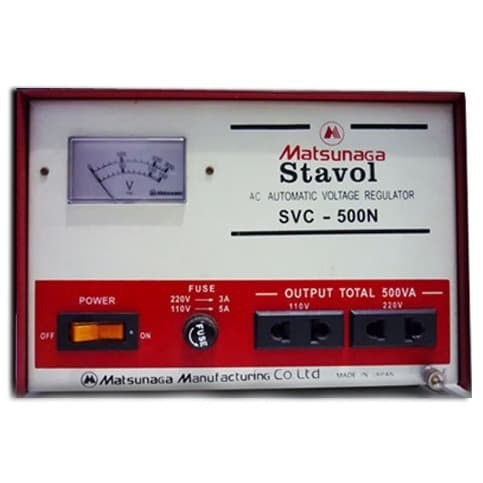 Matsunaga
Stavol
AC AUTOMATIC VOLTAGE REGULATOR
SVC - 500N
V
FUSE
220V → 3A
110V → 5A
POWER
OFF
ON
FUSE
OUTPUT TOTAL 500VA
110V
220V
Matsunaga Manufacturing Co Ltd
MADE IN JAPAN